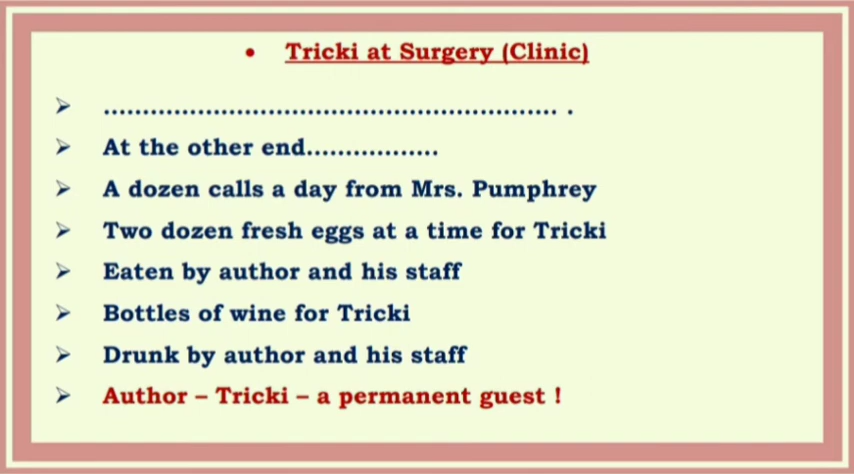 • Tricki at Surgery (Clinic)
➢ ......................................................... .
➢ At the other end.................
➢ A dozen calls a day from Mrs. Pumphrey
➢ Two dozen fresh eggs at a time for Tricki
➢ Eaten by author and his staff
➢ Bottles of wine for Tricki
➢ Drunk by author and his staff
➢ Author – Tricki – a permanent guest !